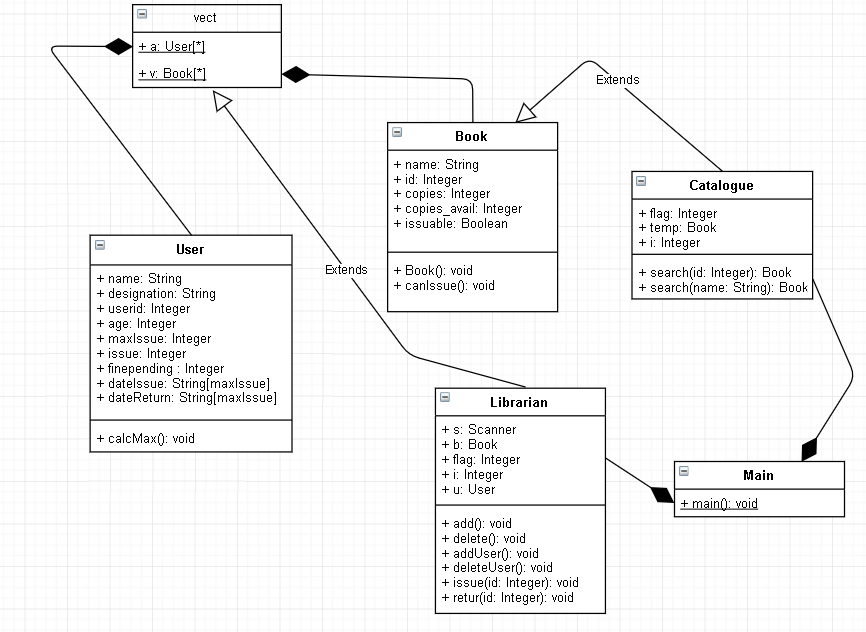 vect
+ a: User[*]
+ v: Book[*]
Extends
Book
+ name: String
+ id: Integer
+ copies: Integer
+ copies_avail: Integer
+ issuable: Boolean
+ Book(): void
+ canIssue(): void
Catalogue
+ flag: Integer
+ temp: Book
+ i: Integer
+ search(id: Integer): Book
+ search(name: String): Book
User
+ name: String
+ designation: String
+ userid: Integer
+ age: Integer
+ maxIssue: Integer
+ issue: Integer
+ finepending : Integer
+ dateIssue: String[maxIssue]
+ dateReturn: String[maxIssue]
+ calcMax(): void
Extends
Librarian
+ s: Scanner
+ b: Book
+ flag: Integer
+ i: Integer
+ u: User
+ add(): void
+ delete(): void
+ addUser(): void
+ deleteUser(): void
+ issue(id: Integer): void
+ retur(id: Integer): void
Main
+ main(): void